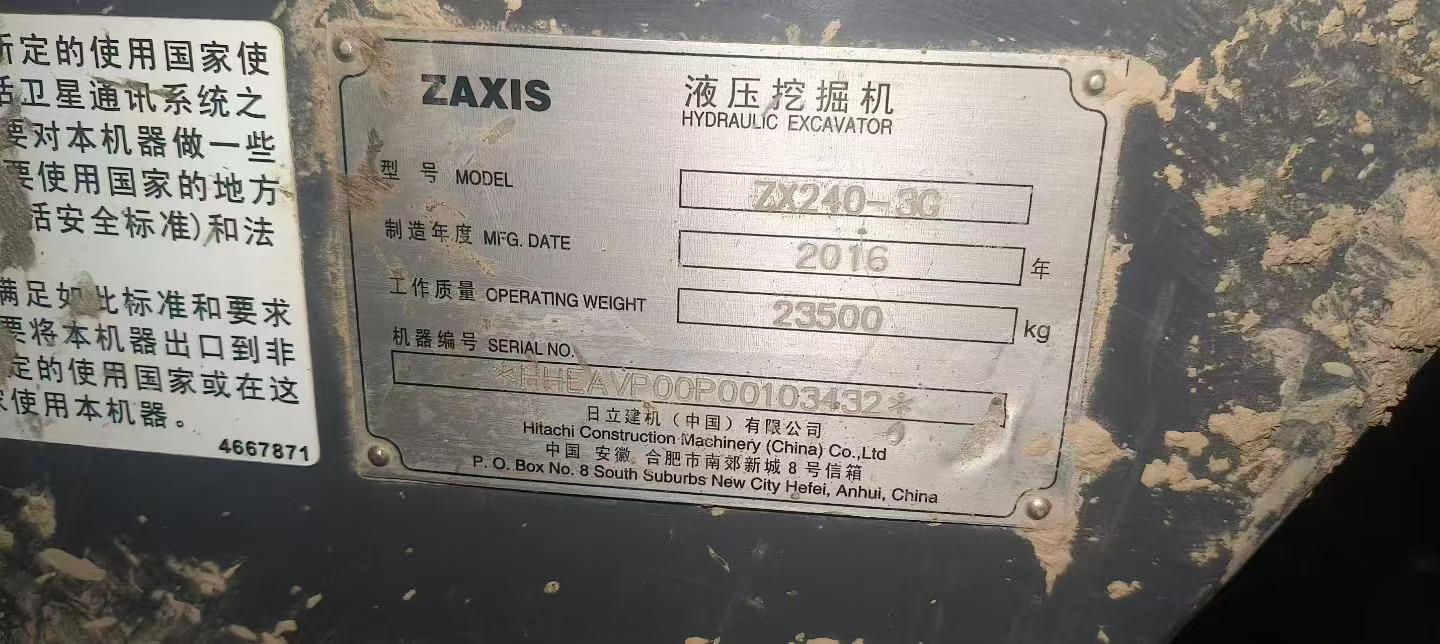 所定的使用国家使
括卫星通讯系统之
要对本机器做一些
要使用国家的地方
括安全标准)和法
满足如此标准和要求
要将本机器出口到非
定的使用国家或在这
使用本机器。
4667871
ZAXIS
液压挖掘机
HYDRAULIC EXCAVATOR
型号 MODEL ZX240-3G
制造年度 MFG. DATE 2016 年
工作质量 OPERATING WEIGHT 23500 kg
机器编号 SERIAL NO.
*HHEAVP00P00103432*
日立建机（中国）有限公司
Hitachi Construction Machinery (China) Co.,Ltd
中国 安徽 合肥市南郊新城8号信箱
P. O. Box No. 8 South Suburbs New City Hefei, Anhui, China